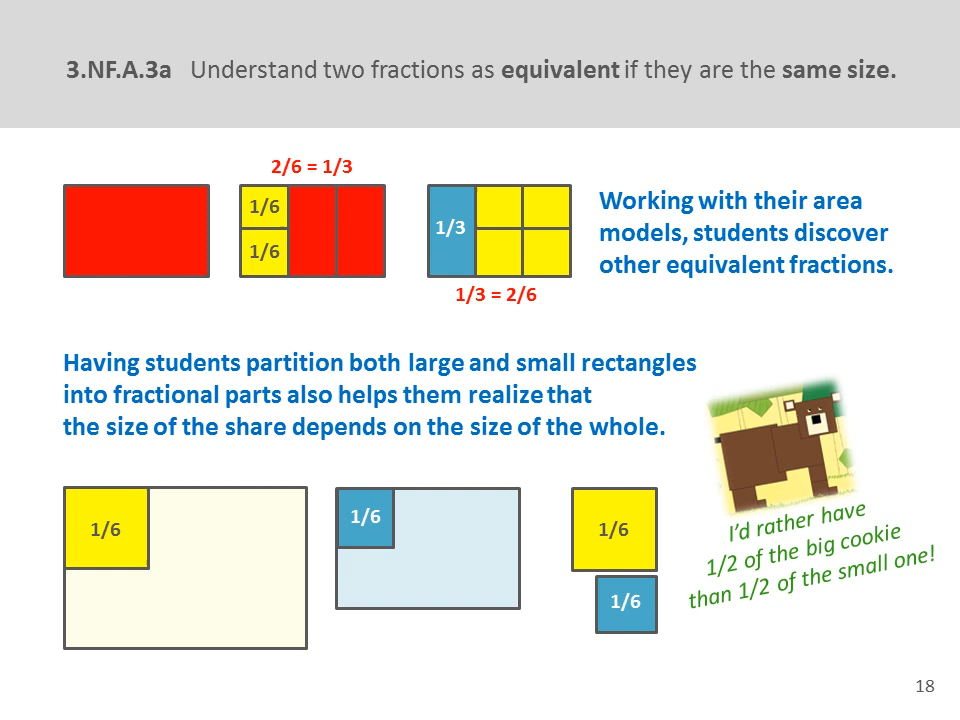 3.NF.A.3a Understand two fractions as equivalent if they are the same size.
2/6 = 1/3
1/6
1/6
1/3
1/3 = 2/6
Working with their area
models, students discover
other equivalent fractions.
Having students partition both large and small rectangles
into fractional parts also helps them realize that
the size of the share depends on the size of the whole.
1/6
1/6
1/6
1/6
I’d rather have
1/2 of the big cookie
than 1/2 of the small one!
18